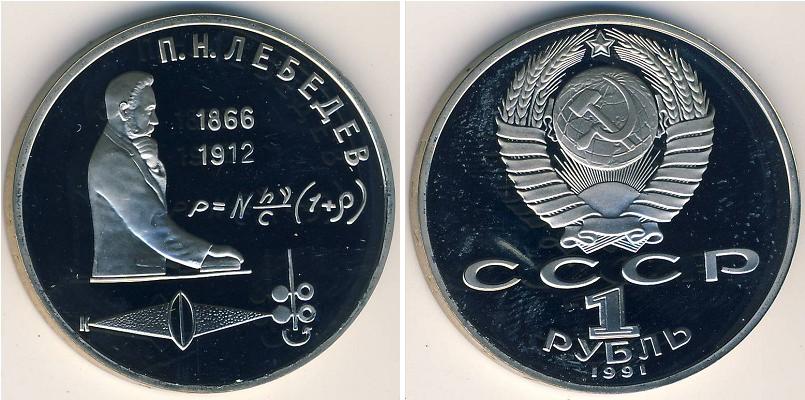 П.Н.ЛЕБЕДЕВ
1866
1912
P=N hν/c (1+ρ)
К
СССР
1
РУБЛЬ
1991